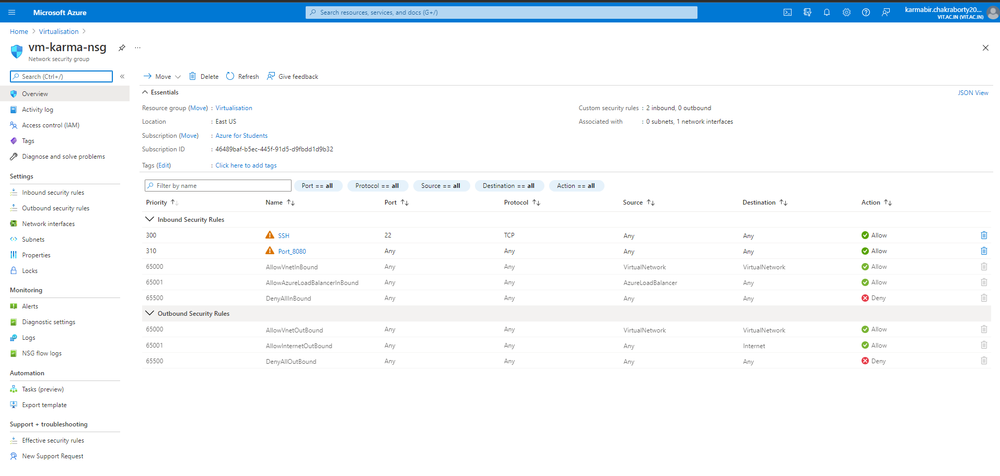 Microsoft Azure
Search resources, services, and docs (G+/)
karmabir.chakraborty20...
VIT.AC.IN (VIT.AC.IN)
Home > Virtualisation >
vm-karma-nsg ...
Network security group
Search (Ctrl+/) «
Move Delete Refresh Give feedback
Overview
Activity log
Access control (IAM)
Tags
Diagnose and solve problems
Settings
Inbound security rules
Outbound security rules
Network interfaces
Subnets
Properties
Locks
Monitoring
Alerts
Diagnostic settings
Logs
NSG flow logs
Automation
Tasks (preview)
Export template
Support + troubleshooting
Effective security rules
New Support Request
Essentials JSON View
Resource group (Move) : Virtualisation
Location : East US
Subscription (Move) : Azure for Students
Subscription ID : 46489baf-b5ec-445f-91d5-d9fbdd1d9b32
Tags (Edit) : Click here to add tags
Custom security rules : 2 inbound, 0 outbound
Associated with : 0 subnets, 1 network interfaces
Filter by name Port == all Protocol == all Source == all Destination == all Action == all
Priority Name Port Protocol Source Destination Action
Inbound Security Rules
300 SSH 22 TCP Any Any Allow
310 Port_8080 Any Any Any Any Allow
65000 AllowVnetInBound Any Any VirtualNetwork VirtualNetwork Allow
65001 AllowAzureLoadBalancerInBound Any Any AzureLoadBalancer Any Allow
65500 DenyAllInBound Any Any Any Any Deny
Outbound Security Rules
65000 AllowVnetOutBound Any Any VirtualNetwork VirtualNetwork Allow
65001 AllowInternetOutBound Any Any Any Internet Allow
65500 DenyAllOutBound Any Any Any Any Deny